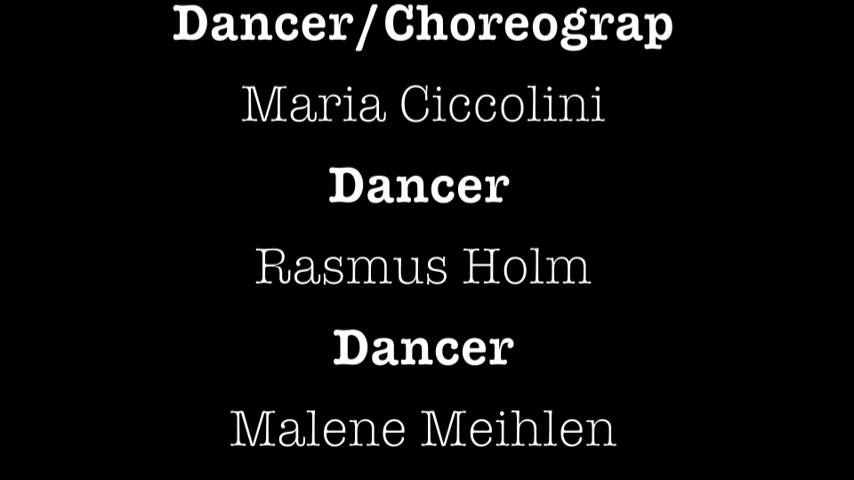 Dancer/Choreograp
Maria Ciccolini
Dancer
Rasmus Holm
Dancer
Malene Meihlen